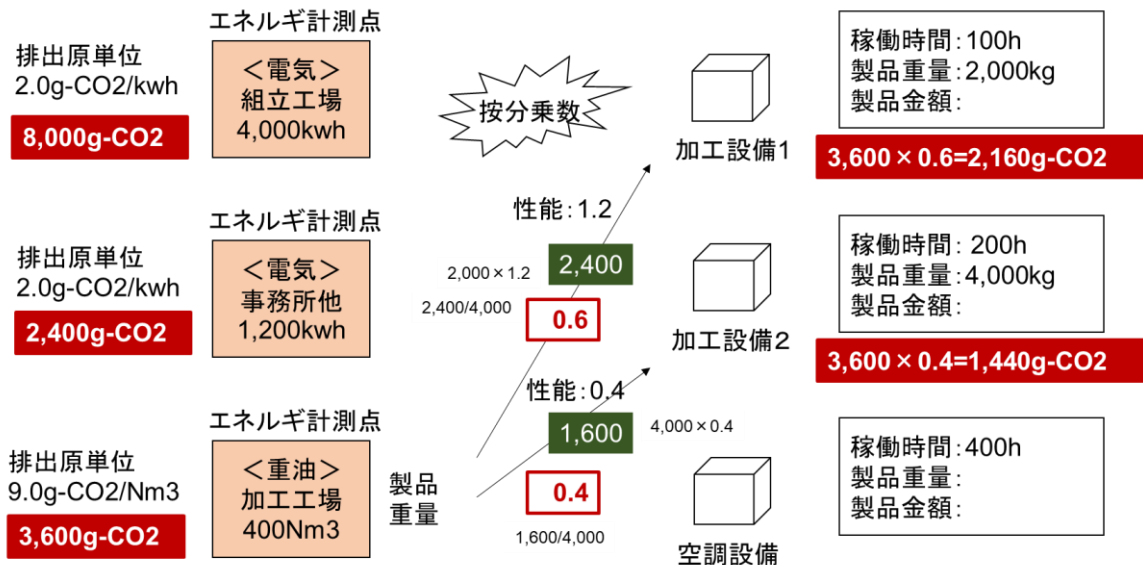 エネルギ計測点
排出原単位
2.0g-CO2/kwh
8,000g-CO2
＜電気＞
組立工場
4,000kwh
按分乗数
加工設備1
稼働時間：100h
製品重量：2,000kg
製品金額：
3,600×0.6=2,160g-CO2
エネルギ計測点
排出原単位
2.0g-CO2/kwh
2,400g-CO2
＜電気＞
事務所他
1,200kwh
性能：1.2
2,000×1.2
2,400
2,400/4,000
0.6
加工設備2
稼働時間： 200h
製品重量：4,000kg
製品金額：
3,600×0.4=1,440g-CO2
エネルギ計測点
排出原単位
9.0g-CO2/Nm3
3,600g-CO2
＜重油＞
加工工場
400Nm3
製品
重量
性能：0.4
1,600
4,000×0.4
0.4
1,600/4,000
空調設備
稼働時間：400h
製品重量：
製品金額：